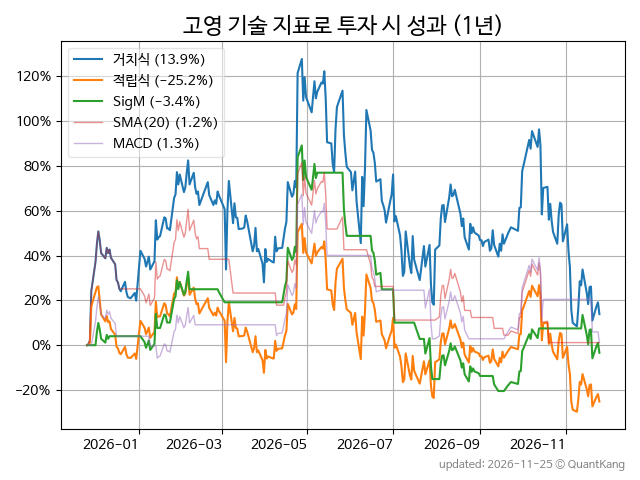 고영 기술 지표로 투자 시 성과 (1년)
거치식 (13.9%)
적립식 (−25.2%)
SigM (−3.4%)
SMA(20) (1.2%)
MACD (1.3%)
120%
100%
80%
60%
40%
20%
0%
−20%
2026-01 2026-03 2026-05 2026-07 2026-09 2026-11
updated: 2026-11-25 © QuantKang